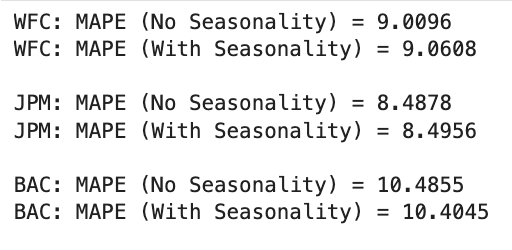 WFC: MAPE (No Seasonality) = 9.0096
WFC: MAPE (With Seasonality) = 9.0608
JPM: MAPE (No Seasonality) = 8.4878
JPM: MAPE (With Seasonality) = 8.4956
BAC: MAPE (No Seasonality) = 10.4855
BAC: MAPE (With Seasonality) = 10.4045